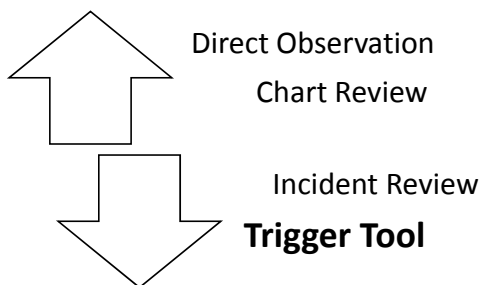 Direct Observation
Chart Review
Incident Review
Trigger Tool